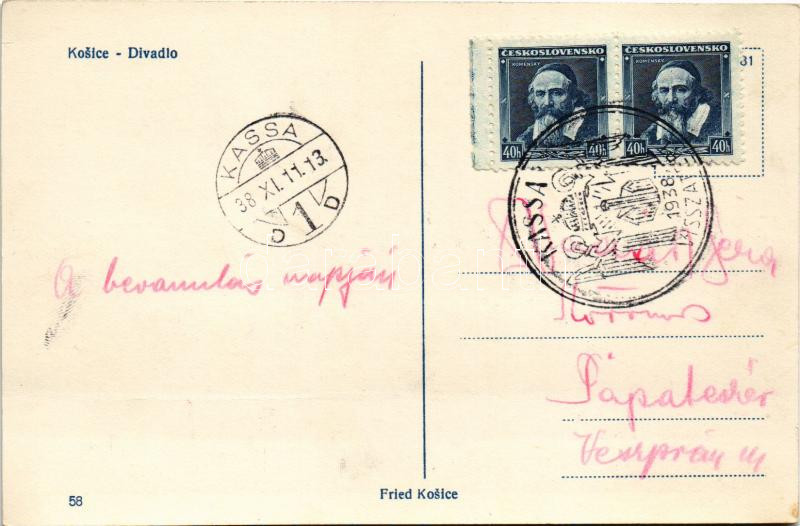 Košice - Divadlo
ČESKOSLOVENSKO ČESKOSLOVENSKO
KOMENSKÝ KOMENSKÝ
40h 40h 40h 40h
31
KASSA
38 XI. 11. 13.
C 1 D
KASSA
1938
VISSZATÉRT
A bevonulás napján
Pápateszér
Veszprém m
58
Fried Košice